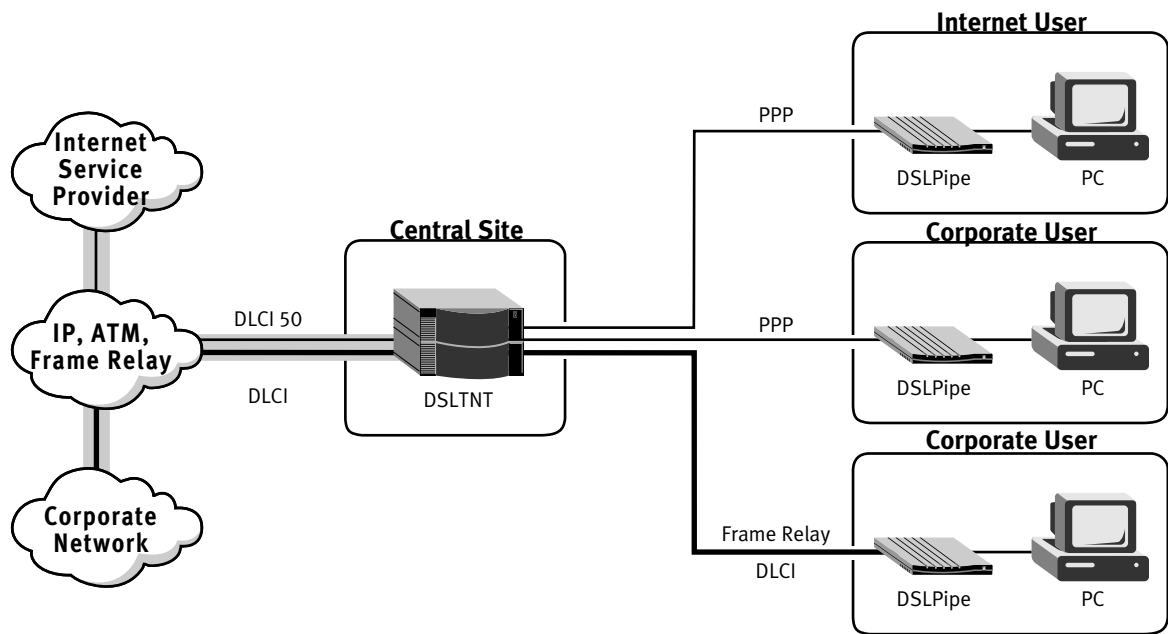 Internet User
PPP
DSLPipe
PC
Internet
Service
Provider
Central Site
Corporate User
DLCI 50
IP, ATM,
Frame Relay
PPP
DSLPipe
PC
DLCI
DSLTNT
Corporate User
Corporate
Network
Frame Relay
DLCI
DSLPipe
PC